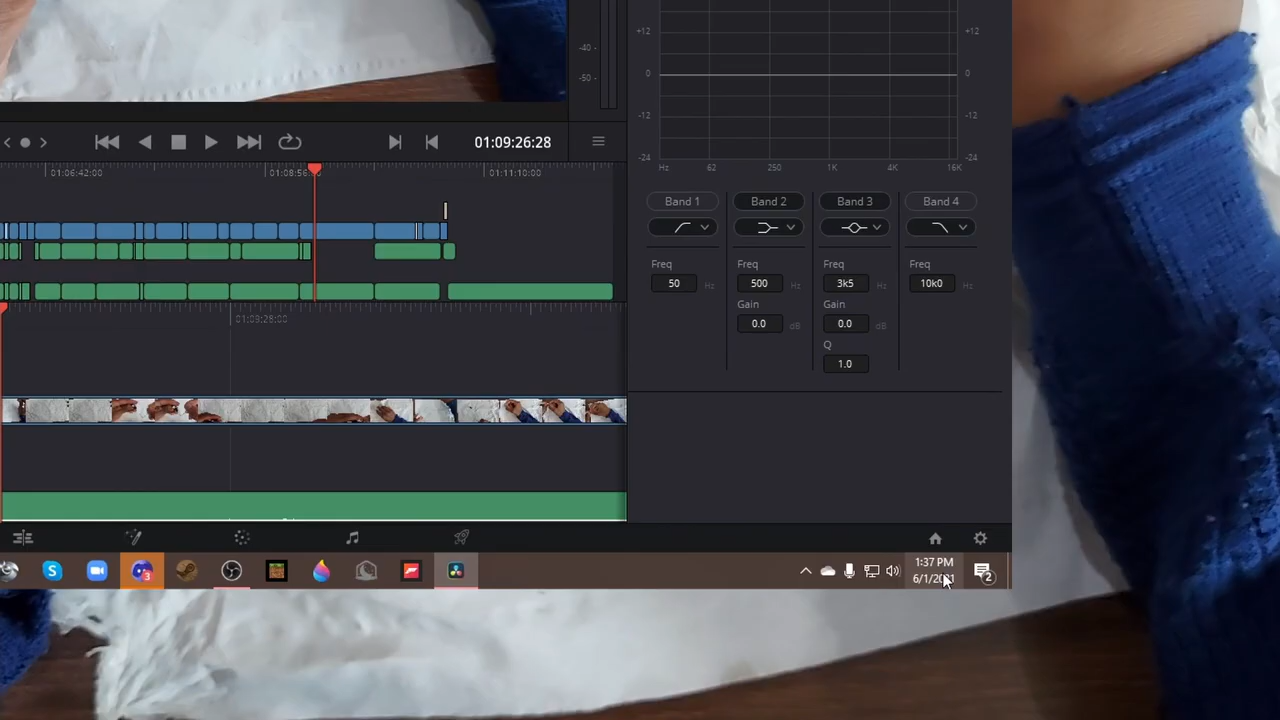 +12 +12
-40
0 0
-50
-12 -12
01:09:26:28
-24 -24
Hz 62 250 1K 4K 16K
01:06:42:00 01:08:56 01:11:10:00
Band 1 Band 2 Band 3 Band 4
Freq Freq Freq Freq
50 Hz 500 Hz 3k5 Hz 10k0 Hz
Gain Gain
01:09:28:00
0.0 dB 0.0 dB
Q
1.0
3
1:37 PM
6/1/20
2